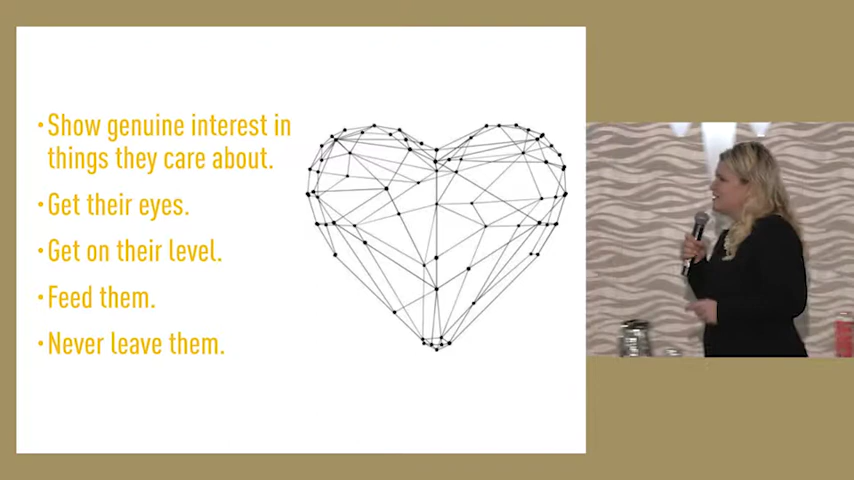 •Show genuine interest in
things they care about.
•Get their eyes.
•Get on their level.
•Feed them.
•Never leave them.